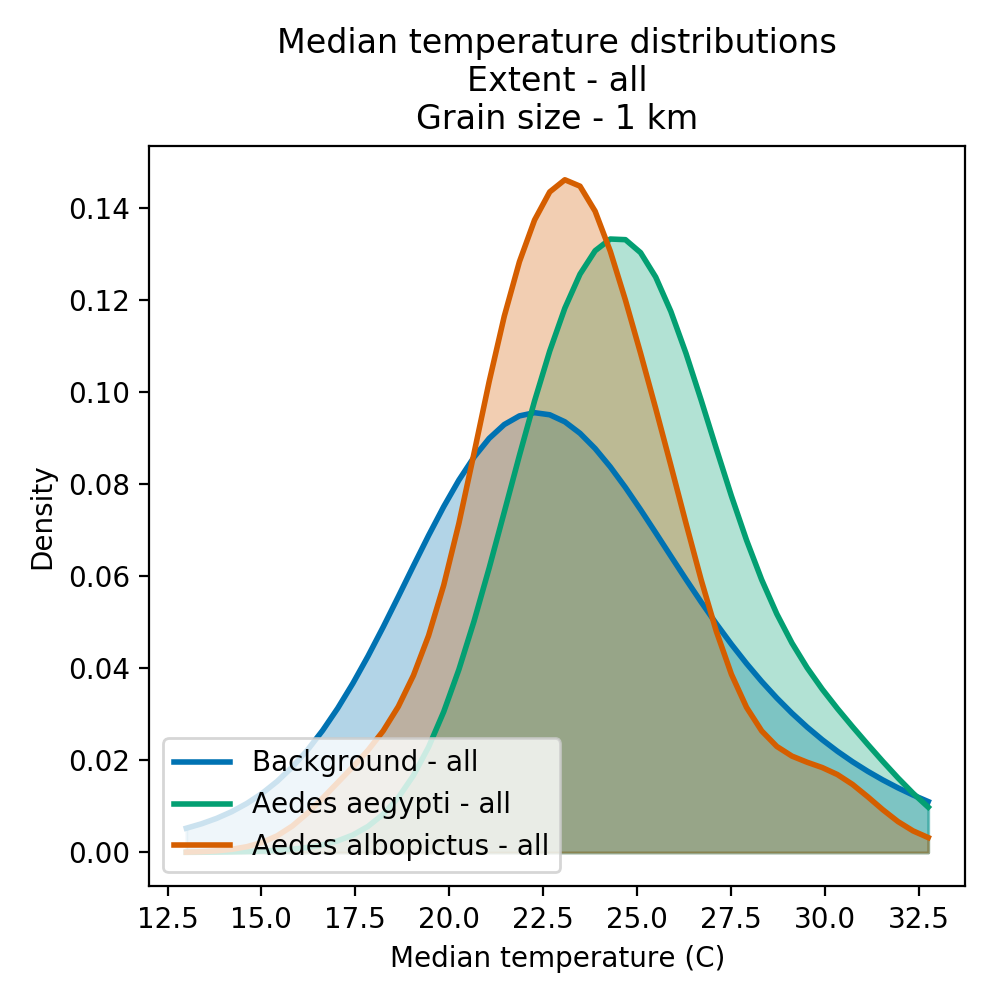 Median temperature distributions
Extent - all
Grain size - 1 km
0.14
0.12
0.10
0.08
0.06
0.04
0.02
0.00
Density
Background - all
Aedes aegypti - all
Aedes albopictus - all
12.5 15.0 17.5 20.0 22.5 25.0 27.5 30.0 32.5
Median temperature (C)